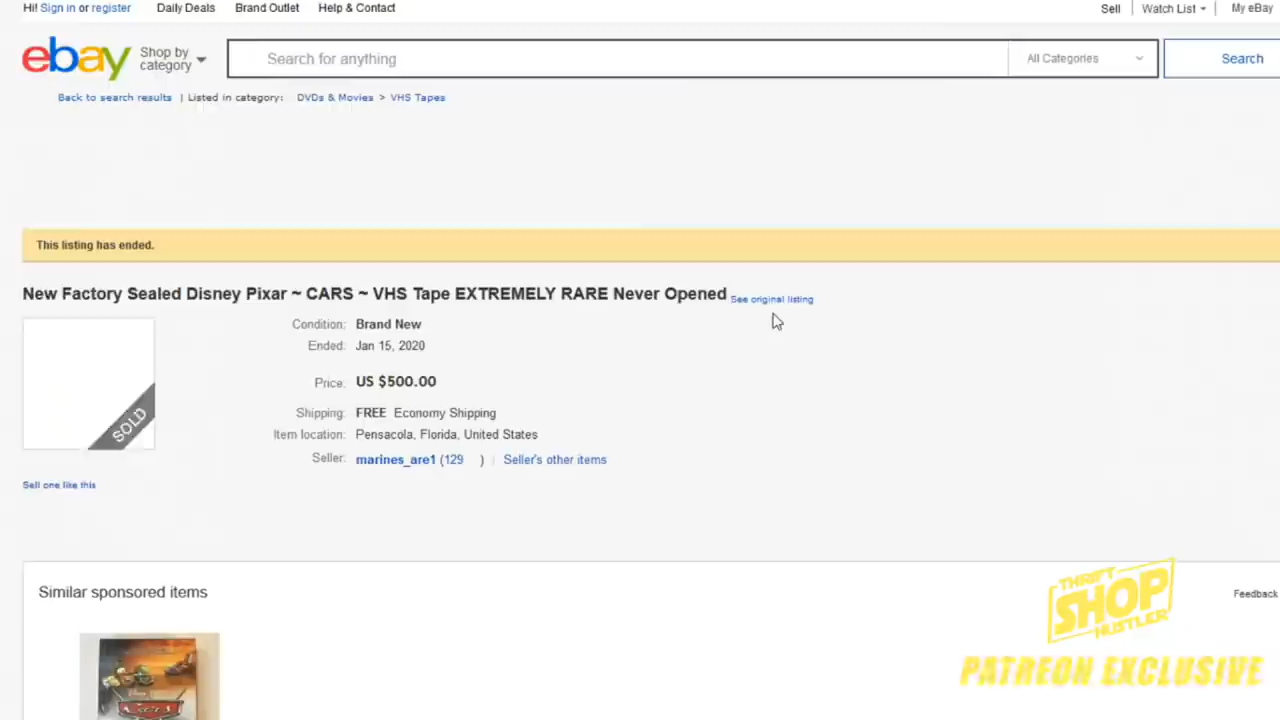 Hi! Sign in or register Daily Deals Brand Outlet Help & Contact Sell Watch List My eBay
ebay Shop by category Search for anything All Categories Search
Back to search results | Listed in category: DVDs & Movies > VHS Tapes
This listing has ended.
New Factory Sealed Disney Pixar ~ CARS ~ VHS Tape EXTREMELY RARE Never Opened See original listing
Condition: Brand New
Ended: Jan 15, 2020
Price: US $500.00
SOLD
Shipping: FREE Economy Shipping
Item location: Pensacola, Florida, United States
Seller: marines_are1 (129 ) | Seller's other items
Sell one like this
Similar sponsored items
Feedback
THRIFT
SHOP
HUSTLER
PATREON EXCLUSIVE
Cars